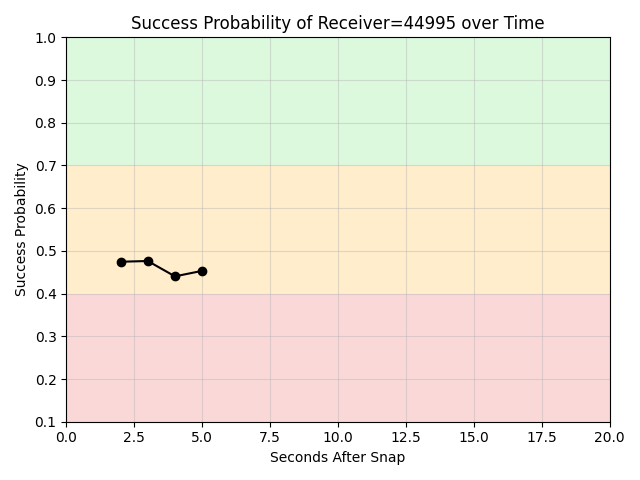 Success Probability of Receiver=44995 over Time
1.0
0.9
0.8
0.7
0.6
0.5
0.4
0.3
0.2
0.1
Success Probability
0.0 2.5 5.0 7.5 10.0 12.5 15.0 17.5 20.0
Seconds After Snap